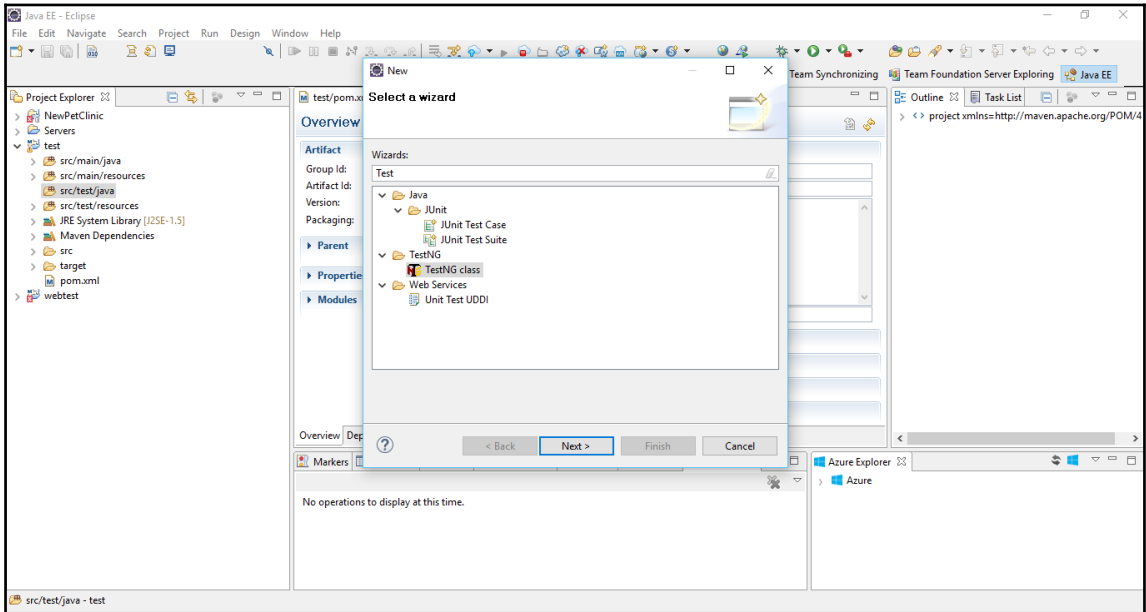 Java EE - Eclipse
File Edit Navigate Search Project Run Design Window Help
Team Synchronizing Team Foundation Server Exploring Java EE
Project Explorer
NewPetClinic
Servers
test
src/main/java
src/main/resources
src/test/java
src/test/resources
JRE System Library [J2SE-1.5]
Maven Dependencies
src
target
pom.xml
webtest
test/pom.x
Overview
Artifact
Group Id:
Artifact Id:
Version:
Packaging:
Parent
Propertie
Modules
Overview Dep
New
Select a wizard
Wizards:
Test
Java
JUnit
JUnit Test Case
JUnit Test Suite
TestNG
TestNG class
Web Services
Unit Test UDDI
< Back Next > Finish Cancel
Outline Task List
project xmlns=http://maven.apache.org/POM/4
Markers
No operations to display at this time.
Azure Explorer
Azure
src/test/java - test